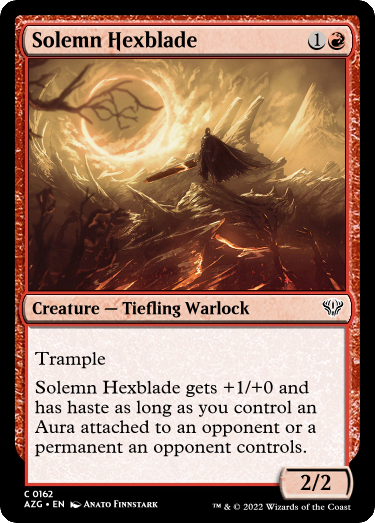 Solemn Hexblade 1
Creature — Tiefling Warlock
Trample
Solemn Hexblade gets +1/+0 and
has haste as long as you control an
Aura attached to an opponent or a
permanent an opponent controls.
2/2
C 0162
AZG • EN Anato Finnstark
™ & © 2022 Wizards of the Coast